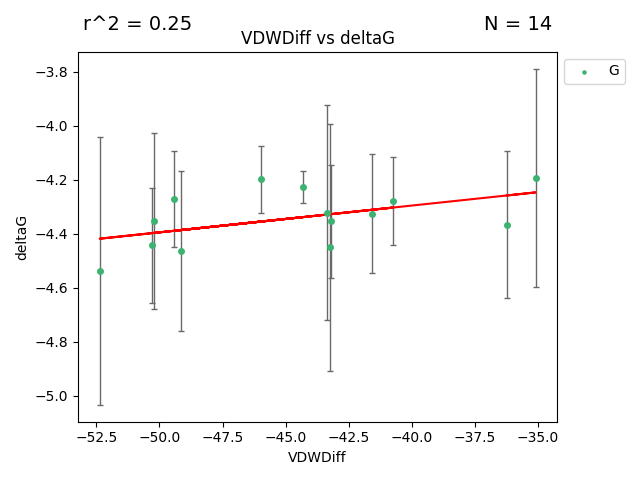 r^2 = 0.25
N = 14
VDWDiff vs deltaG
G
−3.8
−4.0
−4.2
−4.4
−4.6
−4.8
−5.0
deltaG
−52.5
−50.0
−47.5
−45.0
−42.5
−40.0
−37.5
−35.0
VDWDiff